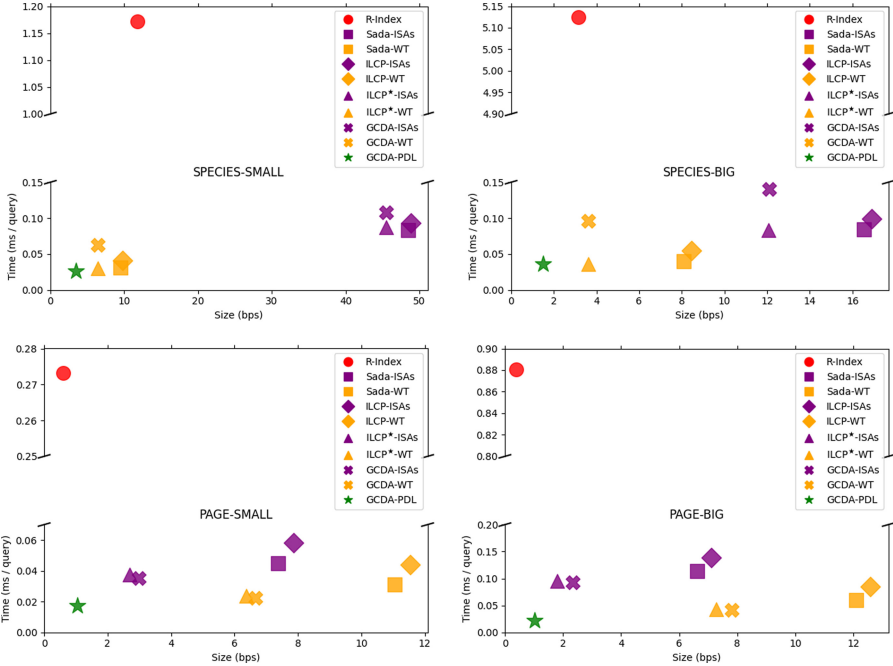 1.20
1.15
1.10
1.05
1.00
R-Index
Sada-ISAs
Sada-WT
ILCP-ISAs
ILCP-WT
ILCP★-ISAs
ILCP★-WT
GCDA-ISAs
GCDA-WT
GCDA-PDL
SPECIES-SMALL
0.15
0.10
0.05
0.00
Time (ms / query)
0 10 20 30 40 50
Size (bps)
5.15
5.10
5.05
5.00
4.95
4.90
R-Index
Sada-ISAs
Sada-WT
ILCP-ISAs
ILCP-WT
ILCP★-ISAs
ILCP★-WT
GCDA-ISAs
GCDA-WT
GCDA-PDL
SPECIES-BIG
0.15
0.10
0.05
0.00
Time (ms / query)
0 2 4 6 8 10 12 14 16
Size (bps)
0.28
0.27
0.26
0.25
R-Index
Sada-ISAs
Sada-WT
ILCP-ISAs
ILCP-WT
ILCP★-ISAs
ILCP★-WT
GCDA-ISAs
GCDA-WT
GCDA-PDL
PAGE-SMALL
0.06
0.04
0.02
0.00
Time (ms / query)
0 2 4 6 8 10 12
Size (bps)
0.90
0.88
0.86
0.84
0.82
0.80
R-Index
Sada-ISAs
Sada-WT
ILCP-ISAs
ILCP-WT
ILCP★-ISAs
ILCP★-WT
GCDA-ISAs
GCDA-WT
GCDA-PDL
PAGE-BIG
0.20
0.15
0.10
0.05
0.00
Time (ms / query)
0 2 4 6 8 10 12
Size (bps)